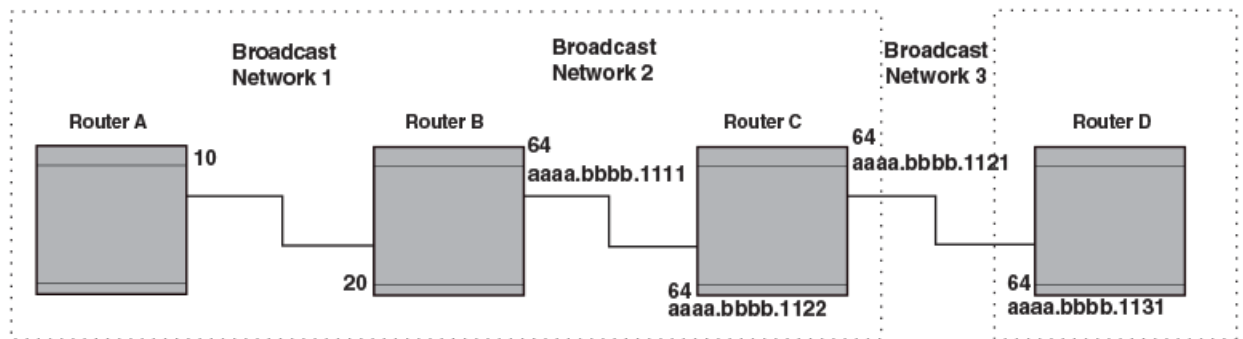 Broadcast
Network 1
Broadcast
Network 2
Broadcast
Network 3
Router A
Router B
Router C
Router D
10
64
aaaa.bbbb.1111
64
aaaa.bbbb.1121
20
64
aaaa.bbbb.1122
64
aaaa.bbbb.1131